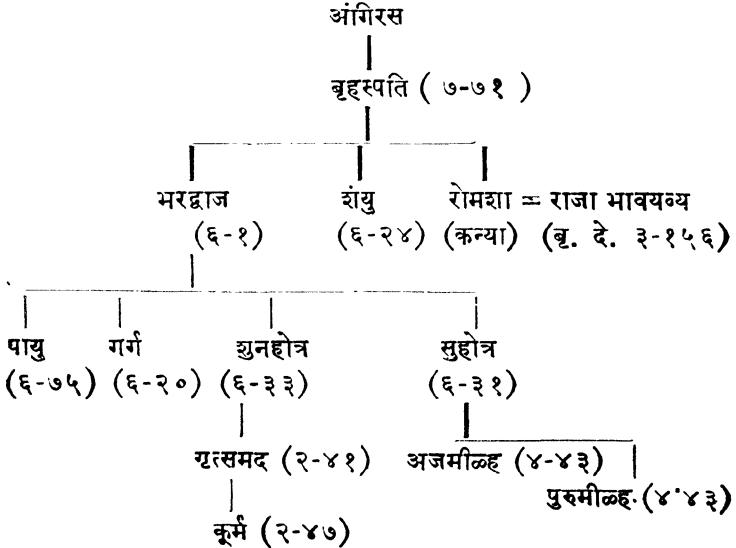 आंगिरस
बृहस्पति ( ७-७१ )
भरद्वाज शंयु रोमशा = राजा भावयव्य
(६-१) (६-२४) (कन्या) (बृ. दे. ३-१५६)
पायु गर्ग शुनहोत्र सुहोत्र
(६-७५) (६-२०) (६-३३) (६-३१)
गृत्समद (२-४१) अजमीळ्ह (४-४३)
पुरुमीळ्ह. (४·४३)
कूर्म (२-४७)